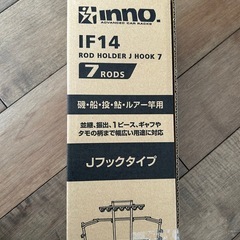 INNO
ADVANCED CAR RACKS
IF14
ROD HOLDER J HOOK 7
7 RODS
磯・船・投・鮎・ルアー竿用
並継、振出、1ピース、ギャフや
タモの柄まで幅広い用途に対応
Jフックタイプ